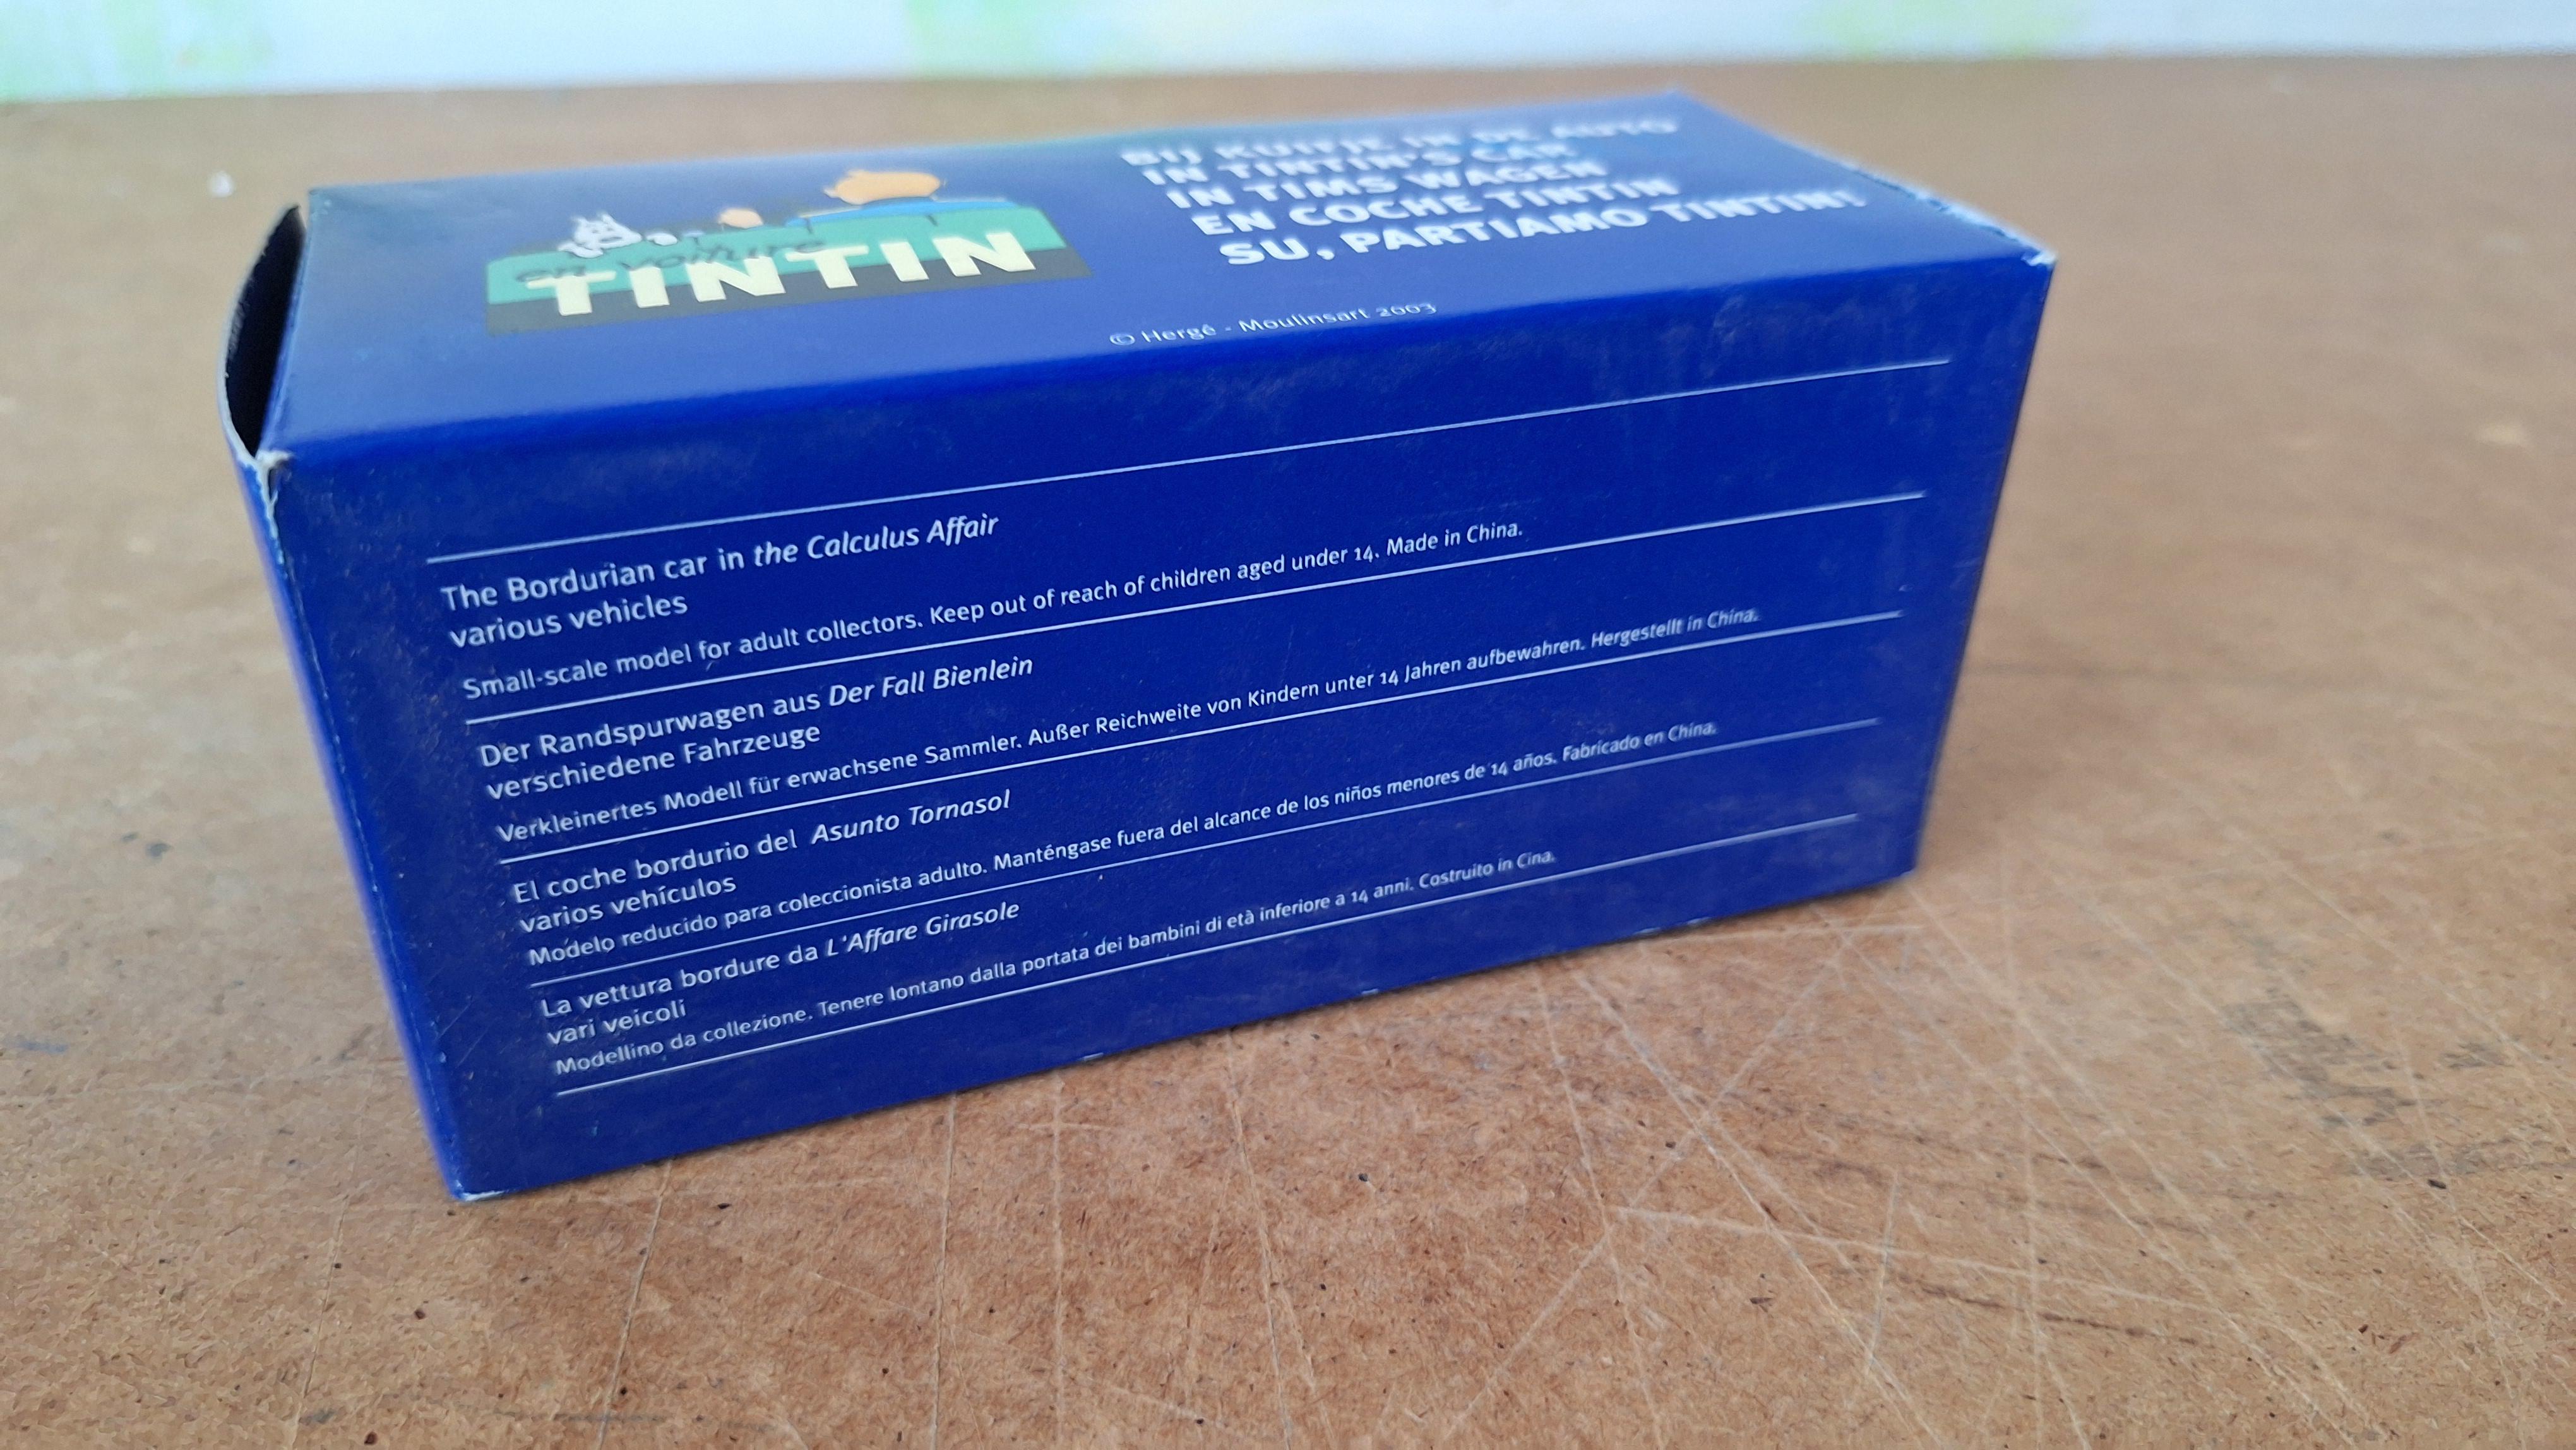 en voiture
TINTIN
BIJ KUIFJE IN DE AUTO
IN TINTIN'S CAR
IN TIMS WAGEN
EN COCHE TINTIN
SU, PARTIAMO TINTIN!
© Hergé - Moulinsart 2003
The Bordurian car in the Calculus Affair
various vehicles
Small-scale model for adult collectors. Keep out of reach of children aged under 14. Made in China.
Der Randspurwagen aus Der Fall Bienlein
verschiedene Fahrzeuge
Verkleinertes Modell für erwachsene Sammler. Außer Reichweite von Kindern unter 14 Jahren aufbewahren. Hergestellt in China.
El coche bordurio del Asunto Tornasol
varios vehículos
Modelo reducido para coleccionista adulto. Manténgase fuera del alcance de los niños menores de 14 años. Fabricado en China.
La vettura bordure da L'Affare Girasole
vari veicoli
Modellino da collezione. Tenere lontano dalla portata dei bambini di età inferiore a 14 anni. Costruito in Cina.